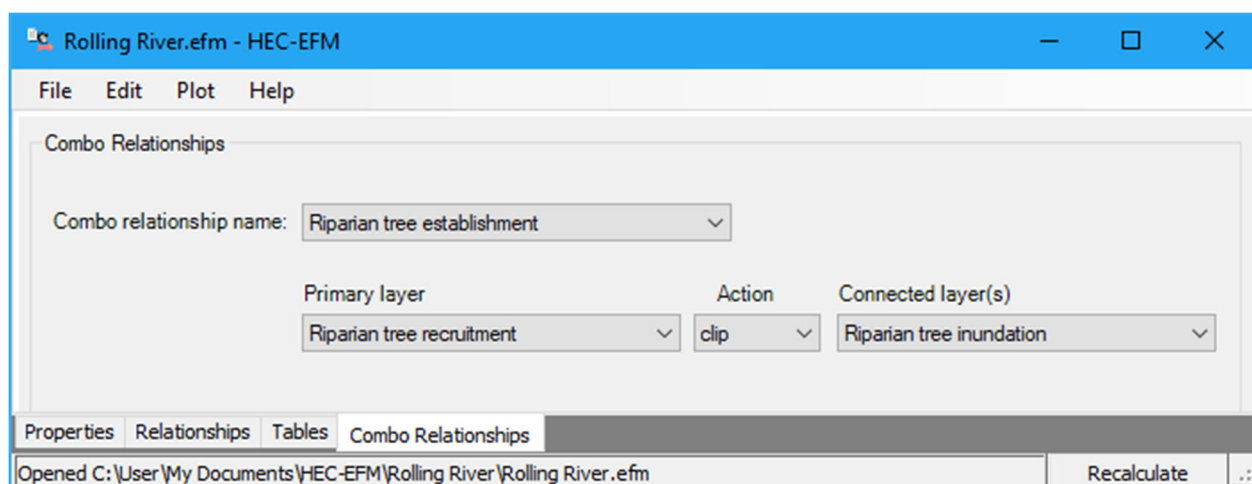 Rolling River.efm - HEC-EFM
File Edit Plot Help
Combo Relationships
Combo relationship name: Riparian tree establishment
Primary layer Action Connected layer(s)
Riparian tree recruitment clip Riparian tree inundation
Properties Relationships Tables Combo Relationships
Opened C:\User\My Documents\HEC-EFM\Rolling River\Rolling River.efm Recalculate